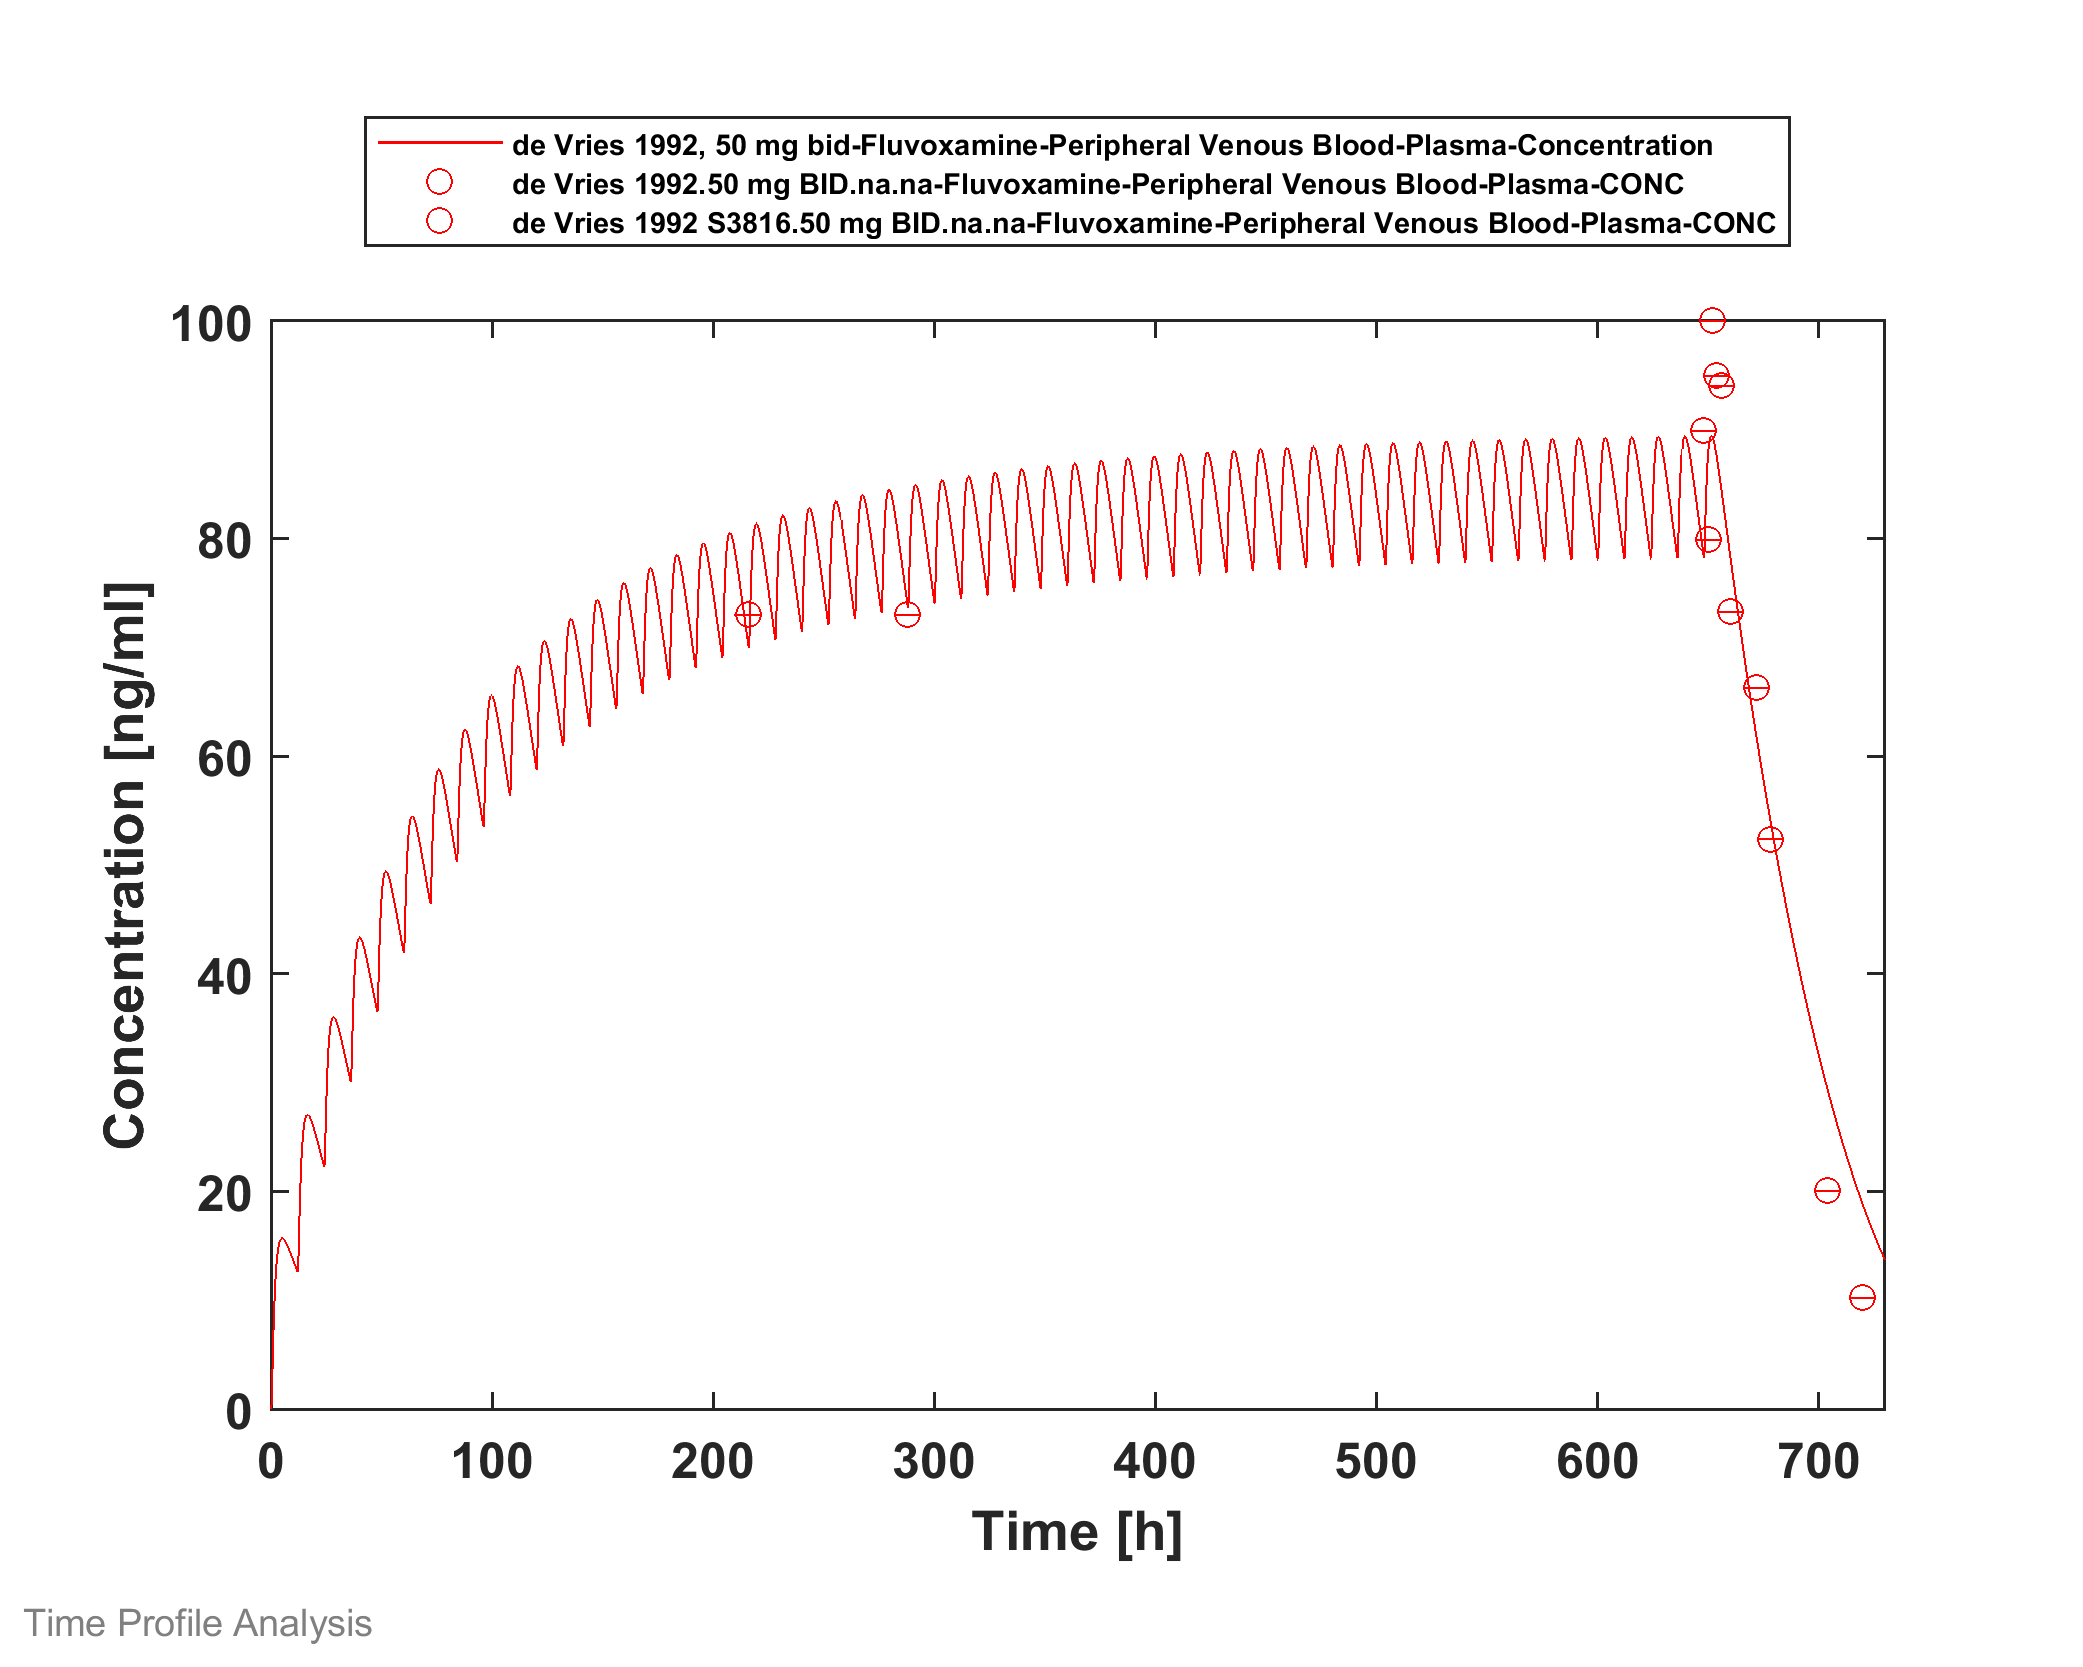 de Vries 1992, 50 mg bid-Fluvoxamine-Peripheral Venous Blood-Plasma-Concentration
de Vries 1992.50 mg BID.na.na-Fluvoxamine-Peripheral Venous Blood-Plasma-CONC
de Vries 1992 S3816.50 mg BID.na.na-Fluvoxamine-Peripheral Venous Blood-Plasma-CONC
100
80
60
40
20
0
Concentration [ng/ml]
0 100 200 300 400 500 600 700
Time [h]
Time Profile Analysis